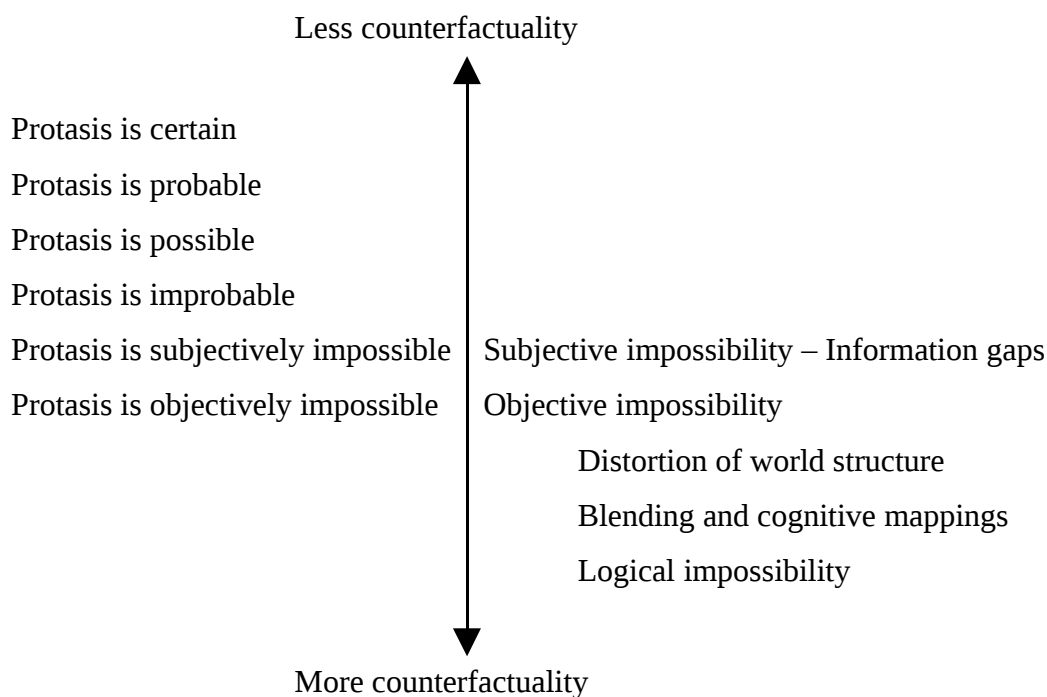 Less counterfactuality
Protasis is certain
Protasis is probable
Protasis is possible
Protasis is improbable
Protasis is subjectively impossible
Subjective impossibility – Information gaps
Protasis is objectively impossible
Objective impossibility
Distortion of world structure
Blending and cognitive mappings
Logical impossibility
More counterfactuality